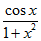 cos x
1+x²